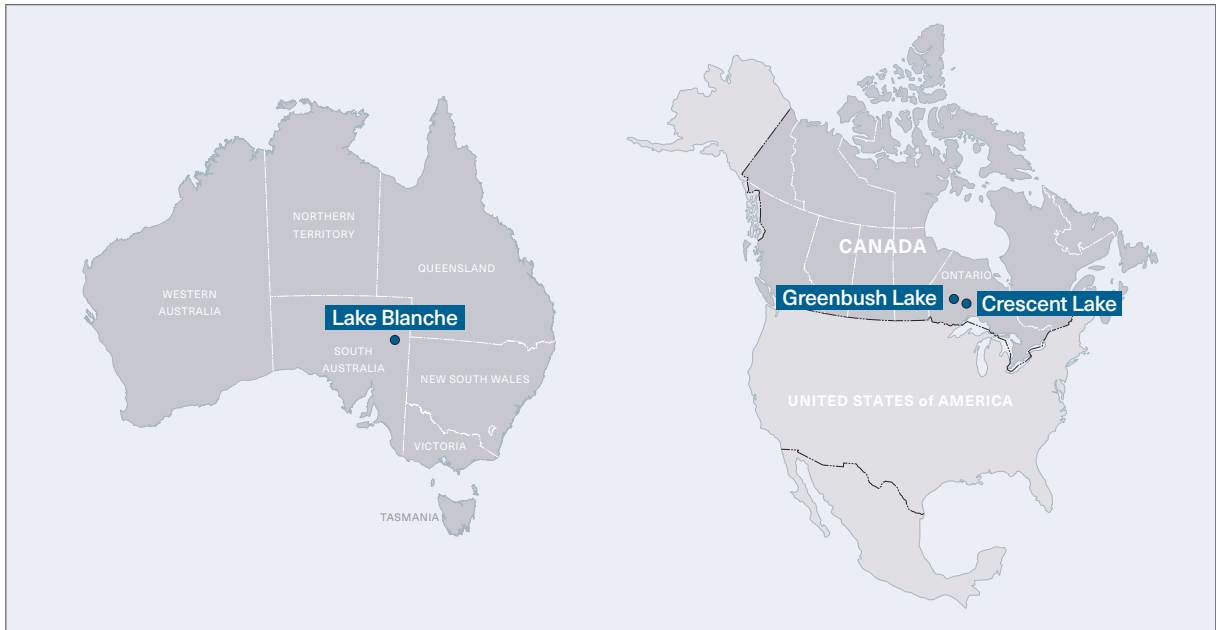 NORTHERN
TERRITORY
QUEENSLAND
WESTERN
AUSTRALIA
Lake Blanche
SOUTH
AUSTRALIA
NEW SOUTH WALES
VICTORIA
TASMANIA
CANADA
ONTARIO
Greenbush Lake
Crescent Lake
UNITED STATES of AMERICA